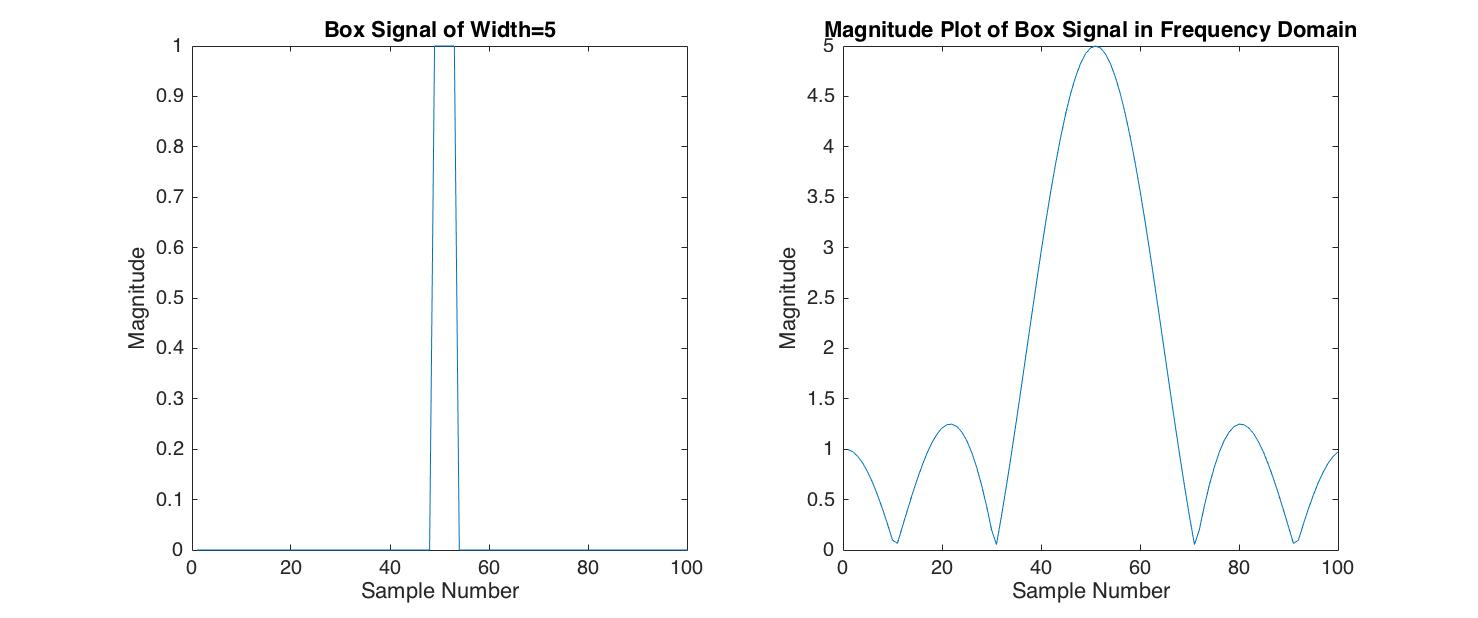 Box Signal of Width=5
Magnitude
1
0.9
0.8
0.7
0.6
0.5
0.4
0.3
0.2
0.1
0
0 20 40 60 80 100
Sample Number
Magnitude Plot of Box Signal in Frequency Domain
Magnitude
5
4.5
4
3.5
3
2.5
2
1.5
1
0.5
0
0 20 40 60 80 100
Sample Number